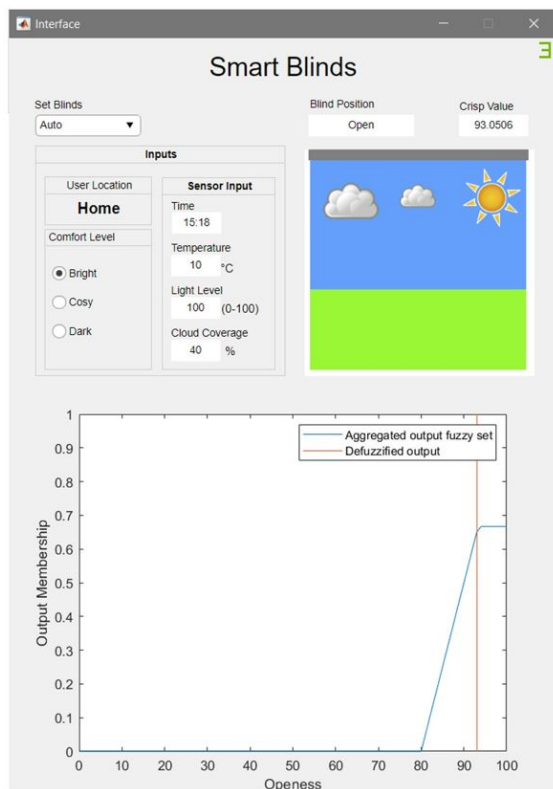 Interface
3
Smart Blinds
Set Blinds
Auto
Blind Position
Open
Crisp Value
93.0506
Inputs
User Location
Home
Comfort Level
Bright
Cosy
Dark
Sensor Input
Time
15:18
Temperature
10 °C
Light Level
100 (0-100)
Cloud Coverage
40 %
Aggregated output fuzzy set
Defuzzified output
Output Membership
1
0.9
0.8
0.7
0.6
0.5
0.4
0.3
0.2
0.1
0
0 10 20 30 40 50 60 70 80 90 100
Openess